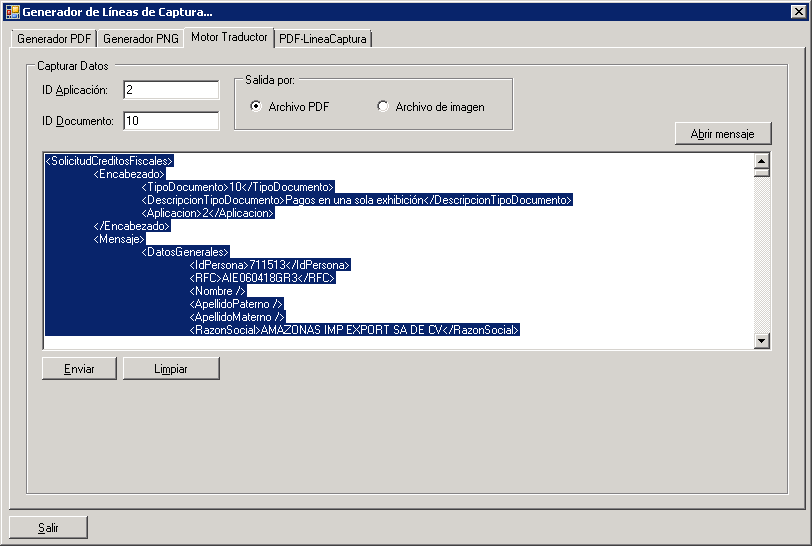 Generador de Líneas de Captura...
Generador PDF
Generador PNG
Motor Traductor
PDF-LineaCaptura
Capturar Datos
ID Aplicación:
2
Salida por:
Archivo PDF
Archivo de imagen
ID Documento:
10
Abrir mensaje
<SolicitudCreditosFiscales>
<Encabezado>
<TipoDocumento>10</TipoDocumento>
<DescripcionTipoDocumento>Pagos en una sola exhibición</DescripcionTipoDocumento>
<Aplicacion>2</Aplicacion>
</Encabezado>
<Mensaje>
<DatosGenerales>
<IdPersona>711513</IdPersona>
<RFC>AIE060418GR3</RFC>
<Nombre />
<ApellidoPaterno />
<ApellidoMaterno />
<RazonSocial>AMAZONAS IMP EXPORT SA DE CV</RazonSocial>
Enviar
Limpiar
Salir